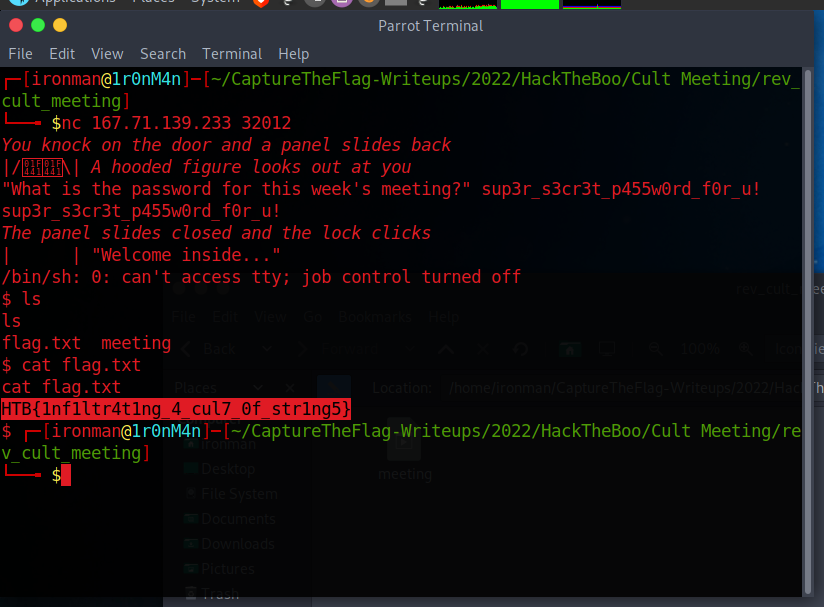 Applications Places System
Parrot Terminal
File Edit View Search Terminal Help
┌─[ironman@1r0nM4n]─[~/CaptureTheFlag-Writeups/2022/HackTheBoo/Cult Meeting/rev_
cult_meeting]
└──╼ $nc 167.71.139.233 32012
You knock on the door and a panel slides back
|/👁👁\| A hooded figure looks out at you
"What is the password for this week's meeting?" sup3r_s3cr3t_p455w0rd_f0r_u!
sup3r_s3cr3t_p455w0rd_f0r_u!
The panel slides closed and the lock clicks
|      | "Welcome inside..."
/bin/sh: 0: can't access tty; job control turned off
$ ls
ls
flag.txt  meeting
$ cat flag.txt
cat flag.txt
HTB{1nf1ltr4t1ng_4_cul7_0f_str1ng5}
$ ┌─[ironman@1r0nM4n]─[~/CaptureTheFlag-Writeups/2022/HackTheBoo/Cult Meeting/re
v_cult_meeting]
└──╼ $
File Edit View Go Bookmarks Help
Back 100%
Places Location: /home/ironman/CaptureTheFlag-Writeups/2022/Hack
ironman
Desktop
meeting
File System
Documents
Downloads
Pictures
Trash